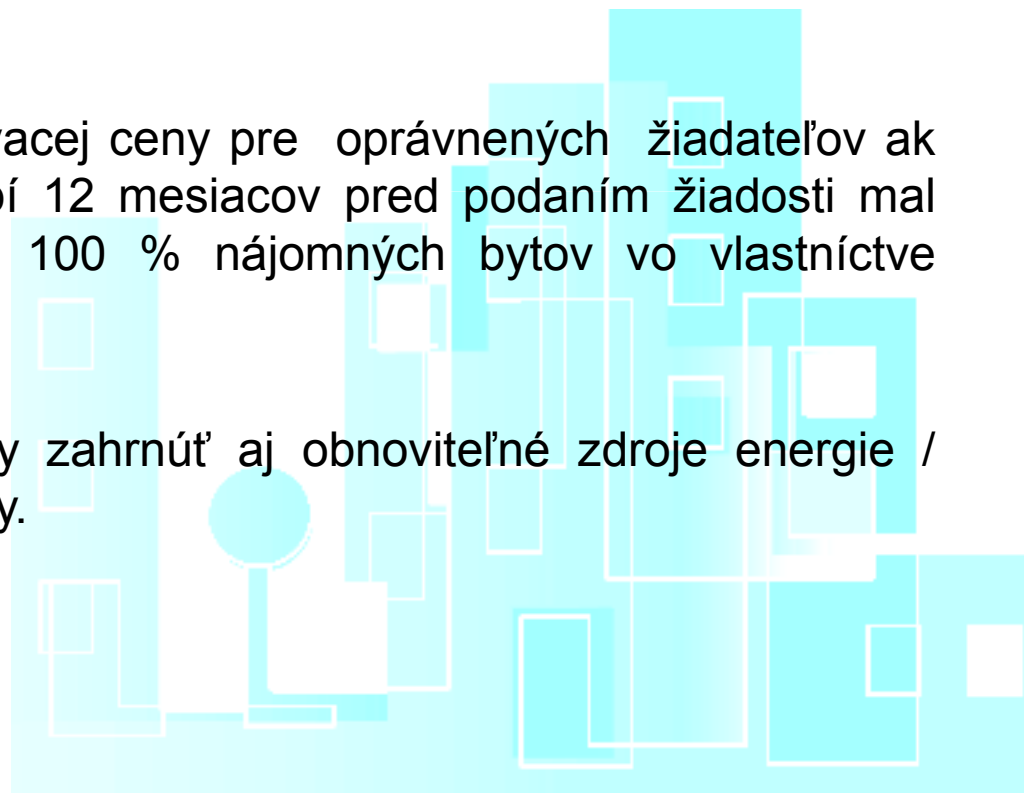 vacej ceny pre oprávnených žiadateľov ak
bí 12 mesiacov pred podaním žiadosti mal
100 % nájomných bytov vo vlastníctve
y zahrnúť aj obnoviteľné zdroje energie /
y.